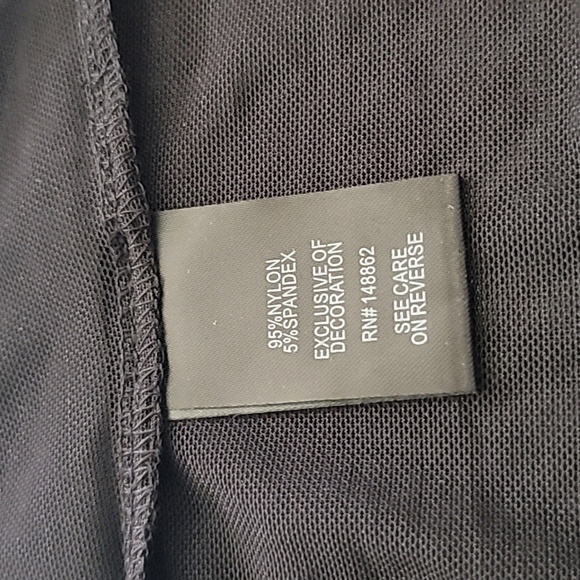 95%NYLON
5%SPANDEX
EXCLUSIVE OF
DECORATION
RN# 148862
SEE CARE
ON REVERSE